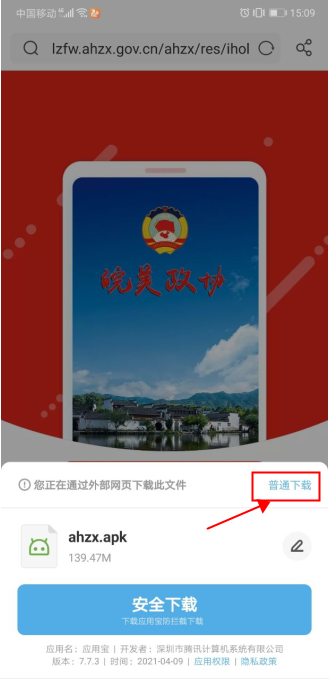 中国移动 15:09
lzfw.ahzx.gov.cn/ahzx/res/ihol
皖美政协
您正在通过外部网页下载此文件 普通下载
ahzx.apk
139.47M
安全下载
下载应用宝防拦截下载
应用名：应用宝 | 开发者：深圳市腾讯计算机系统有限公司
版本：7.7.3 | 时间：2021-04-09 | 应用权限 | 隐私政策